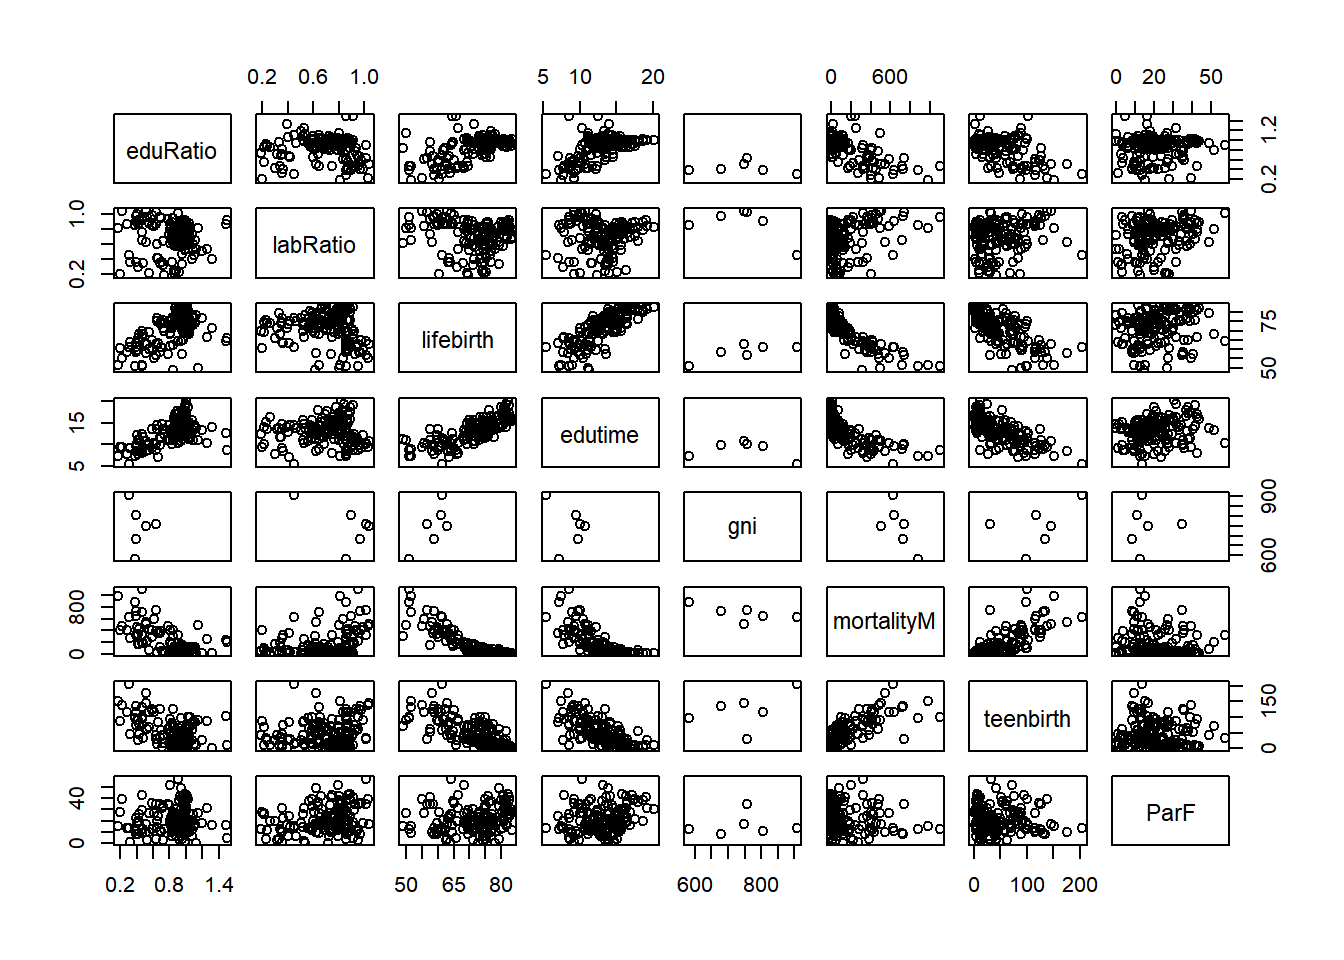 0.2 0.6 1.0 5 10 20 0 600 0 20 50
eduRatio 0.2 1.2
0.2 1.0 labRatio
lifebirth 50 75
5 15 edutime
gni 600 900
0 800 mortalityM
teenbirth 0 150
0 40 ParF
0.2 0.8 1.4 50 65 80 600 800 0 100 200